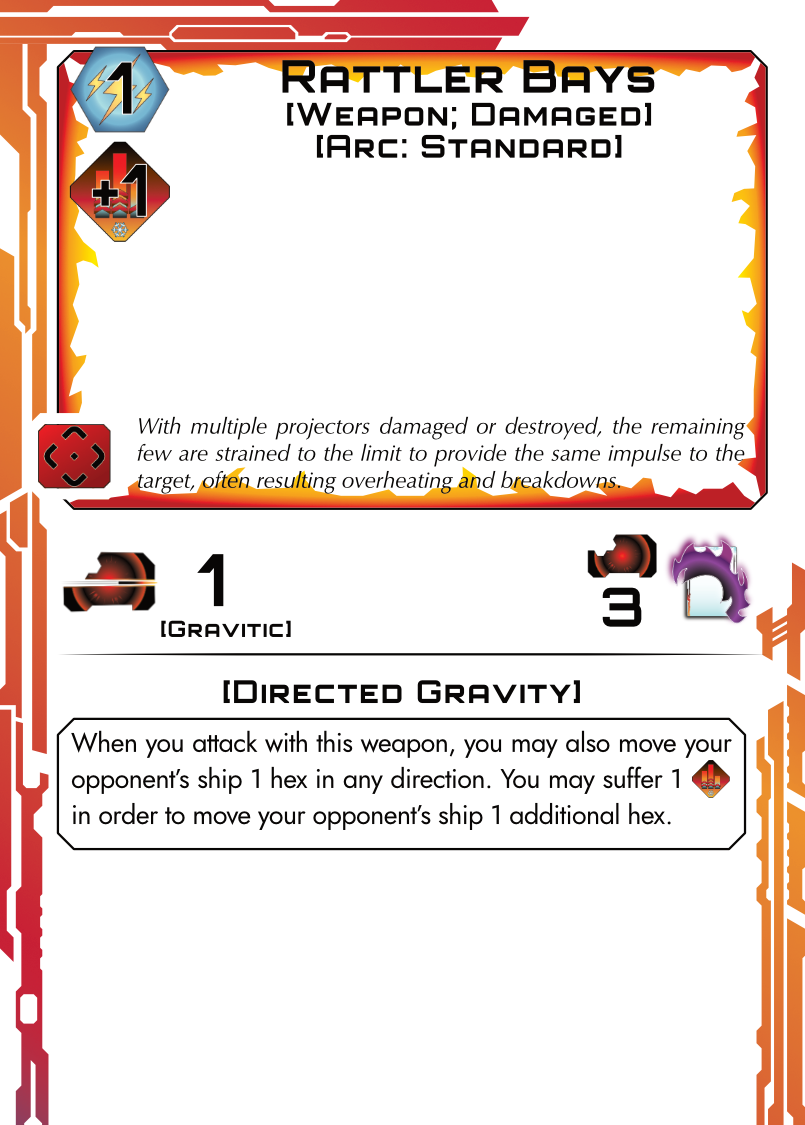 1
Rattler Bays
[Weapon; Damaged]
[Arc: Standard]
+1
With multiple projectors damaged or destroyed, the remaining
few are strained to the limit to provide the same impulse to the
target, often resulting overheating and breakdowns.
1
[Gravitic]
3
[Directed Gravity]
When you attack with this weapon, you may also move your
opponent's ship 1 hex in any direction. You may suffer 1
in order to move your opponent's ship 1 additional hex.